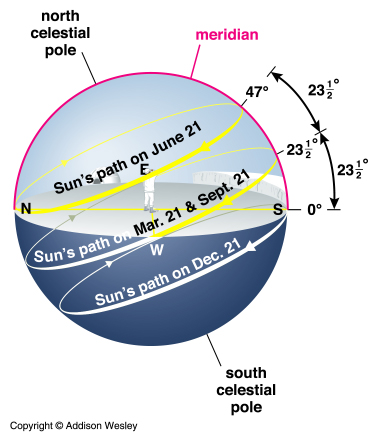 north
celestial
pole
meridian
47°
23½°
23½°
Sun's path on June 21
E
23½°
N
Mar. 21 & Sept. 21
S
0°
Sun's path on
W
Sun's path on Dec. 21
south
celestial
pole
Copyright © Addison Wesley